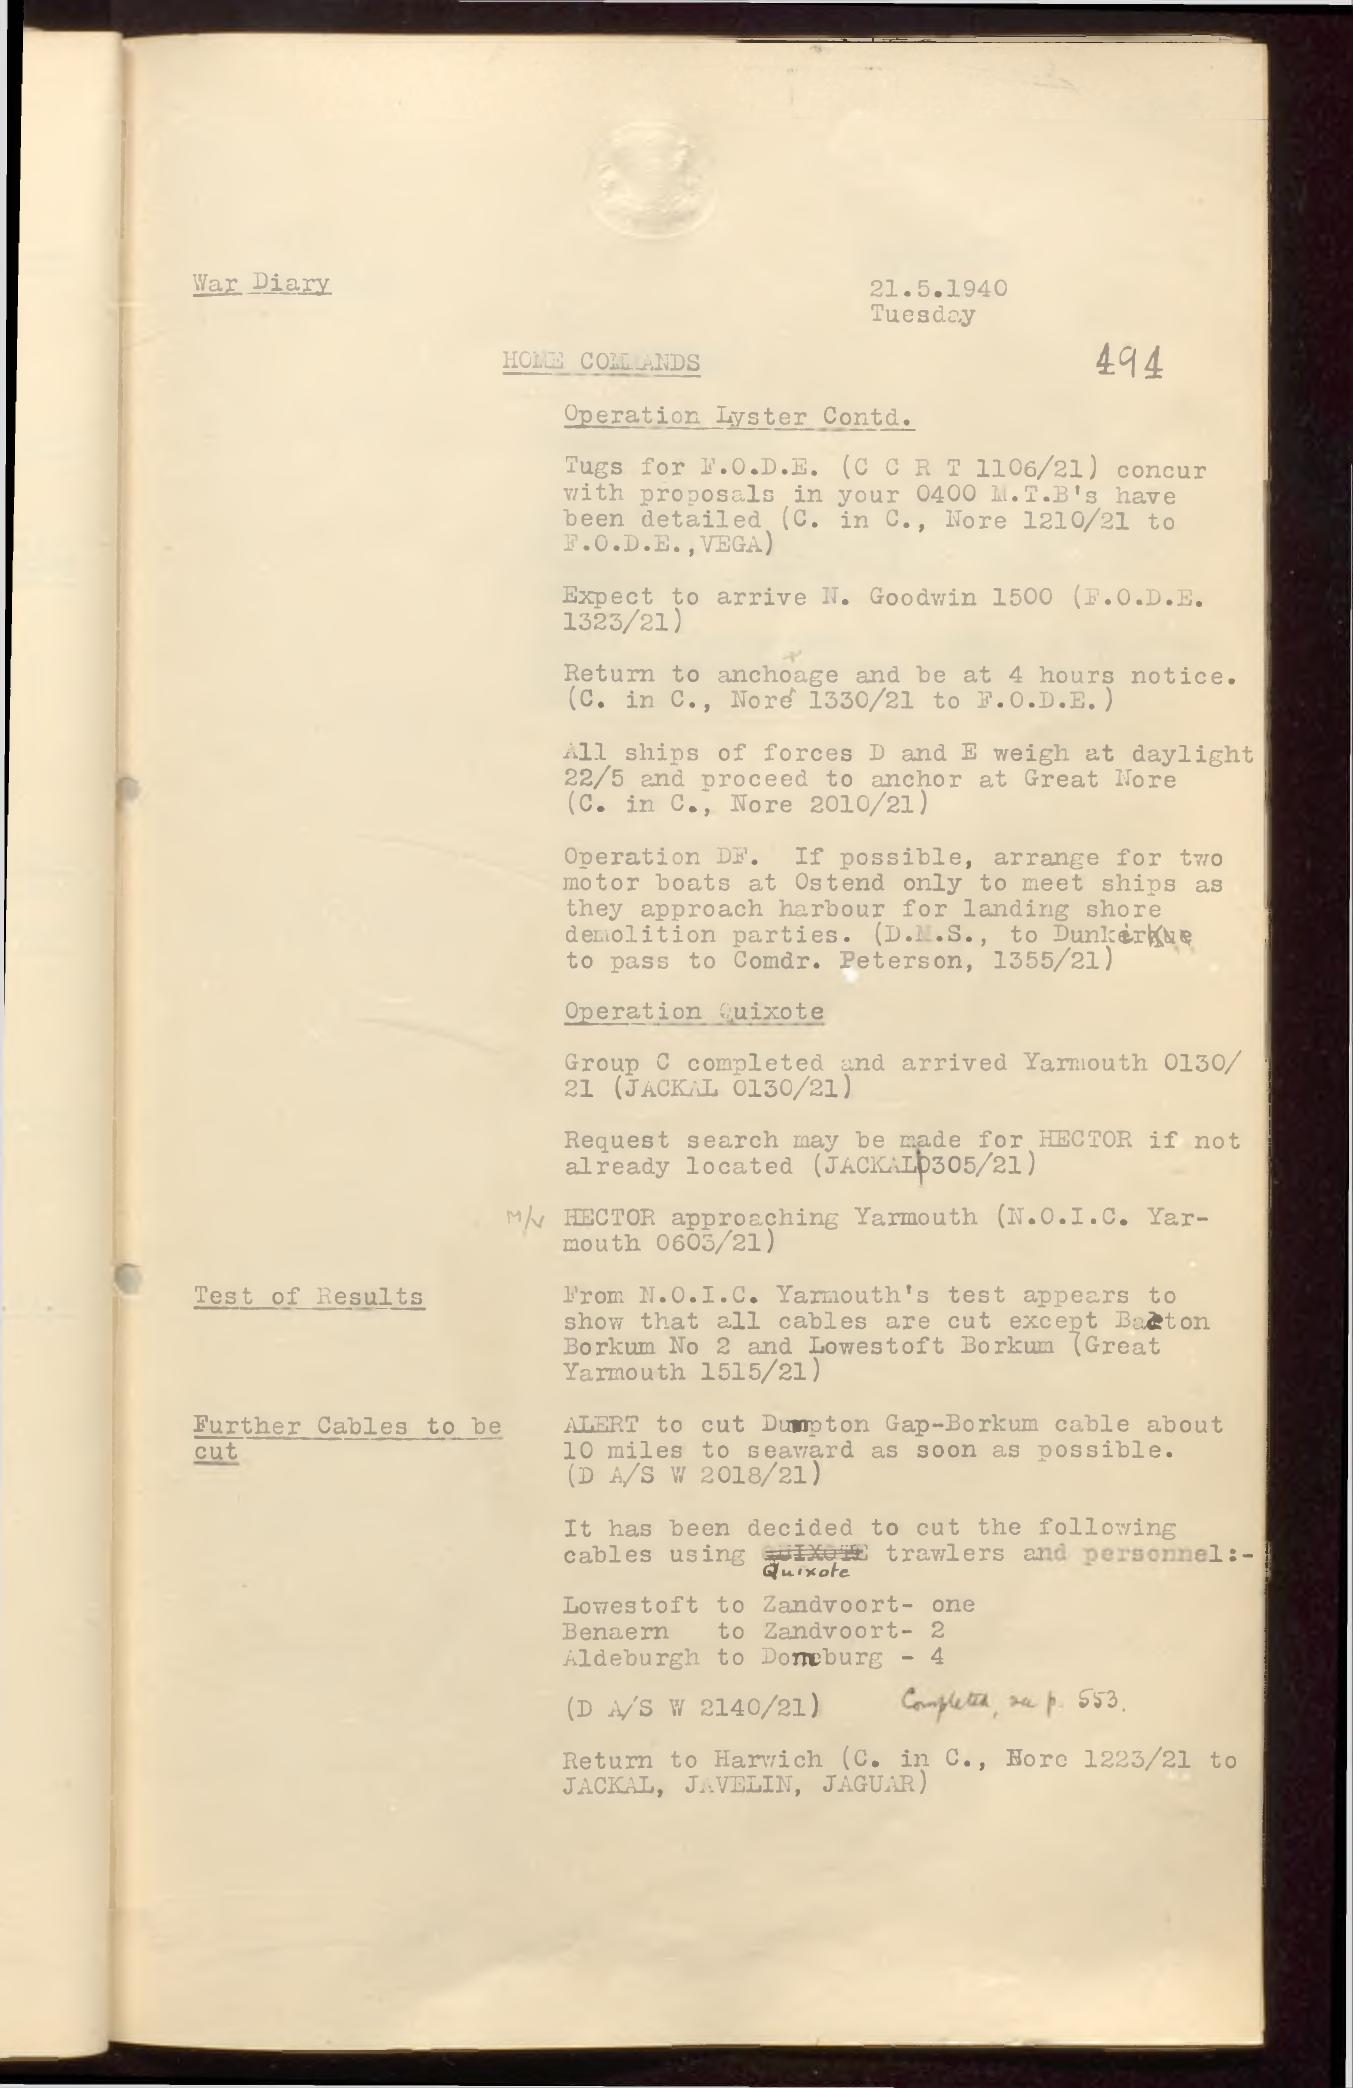 War Diary
21.5.1940
Tuesday
HOME COMMANDS
494
Operation Lyster Contd.
Tugs for F.O.D.E. (C C R T 1106/21) concur
with proposals in your 0400 M.T.B's have
been detailed (C. in C., Nore 1210/21 to
F.O.D.E.,VEGA)
Expect to arrive N. Goodwin 1500 (F.O.D.E.
1323/21)
Return to anchoage and be at 4 hours notice.
(C. in C., Nore 1330/21 to F.O.D.E.)
All ships of forces D and E weigh at daylight
22/5 and proceed to anchor at Great Nore
(C. in C., Nore 2010/21)
Operation DF. If possible, arrange for two
motor boats at Ostend only to meet ships as
they approach harbour for landing shore
demolition parties. (D.M.S., to Dunkirkue
to pass to Comdr. Peterson, 1355/21)
Operation Quixote
Group C completed and arrived Yarmouth 0130/
21 (JACKAL 0130/21)
Request search may be made for HECTOR if not
already located (JACKAL 0305/21)
M/V HECTOR approaching Yarmouth (N.O.I.C. Yar-
mouth 0603/21)
Test of Results
From N.O.I.C. Yarmouth's test appears to
show that all cables are cut except Bacton
Borkum No 2 and Lowestoft Borkum (Great
Yarmouth 1515/21)
Further Cables to be
cut
ALERT to cut Dumpton Gap-Borkum cable about
10 miles to seaward as soon as possible.
(D A/S W 2018/21)
It has been decided to cut the following
cables using QUIXOTE trawlers and personnel:-
Quixote
Lowestoft to Zandvoort- one
Benaern to Zandvoort- 2
Aldeburgh to Domburg - 4
(D A/S W 2140/21) Completed, see p. 553.
Return to Harwich (C. in C., Nore 1223/21 to
JACKAL, JAVELIN, JAGUAR)